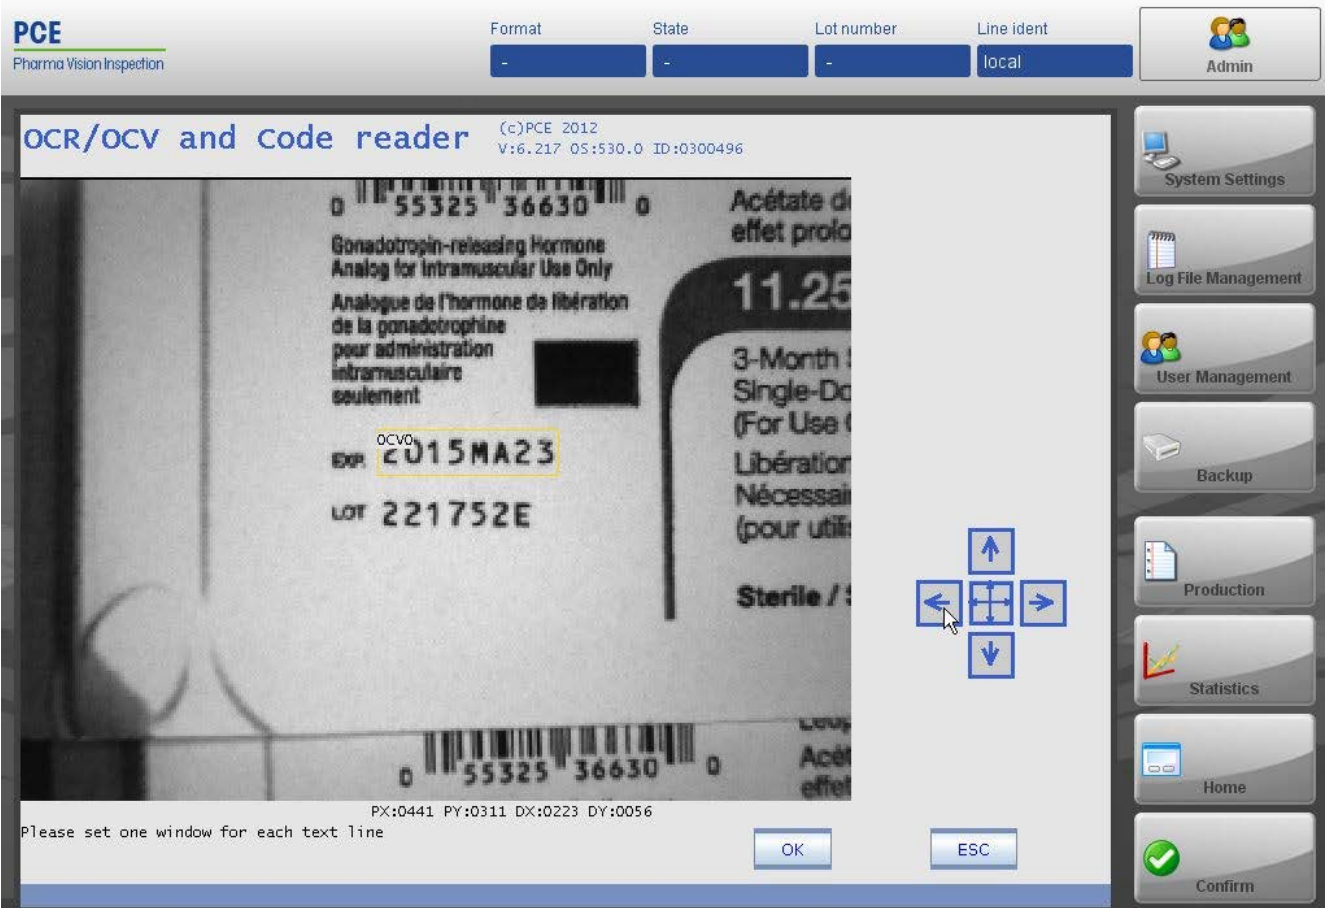 PCE
Pharma Vision Inspection
Format
State
Lot number
Line ident
-
-
-
local
Admin
OCR/OCV and Code reader
(c)PCE 2012
V:6.217 OS:530.0 ID:0300496
0 55325 36630 0
Gonadotropin-releasing Hormone
Analog for Intramuscular Use Only
Analogue de l'hormone de libération
de la gonadotrophine
pour administration
intramusculaire
seulement
OCV0
EXP. 2015MA23
LOT 221752E
Acétate d
effet prolo
11.25
3-Month
Single-Do
(For Use
Libération
Nécessai
(pour utili
Sterile /
0 55325 36630 0
Acét
effet
PX:0441 PY:0311 DX:0223 DY:0056
Please set one window for each text line
OK
ESC
System Settings
Log File Management
User Management
Backup
Production
Statistics
Home
Confirm